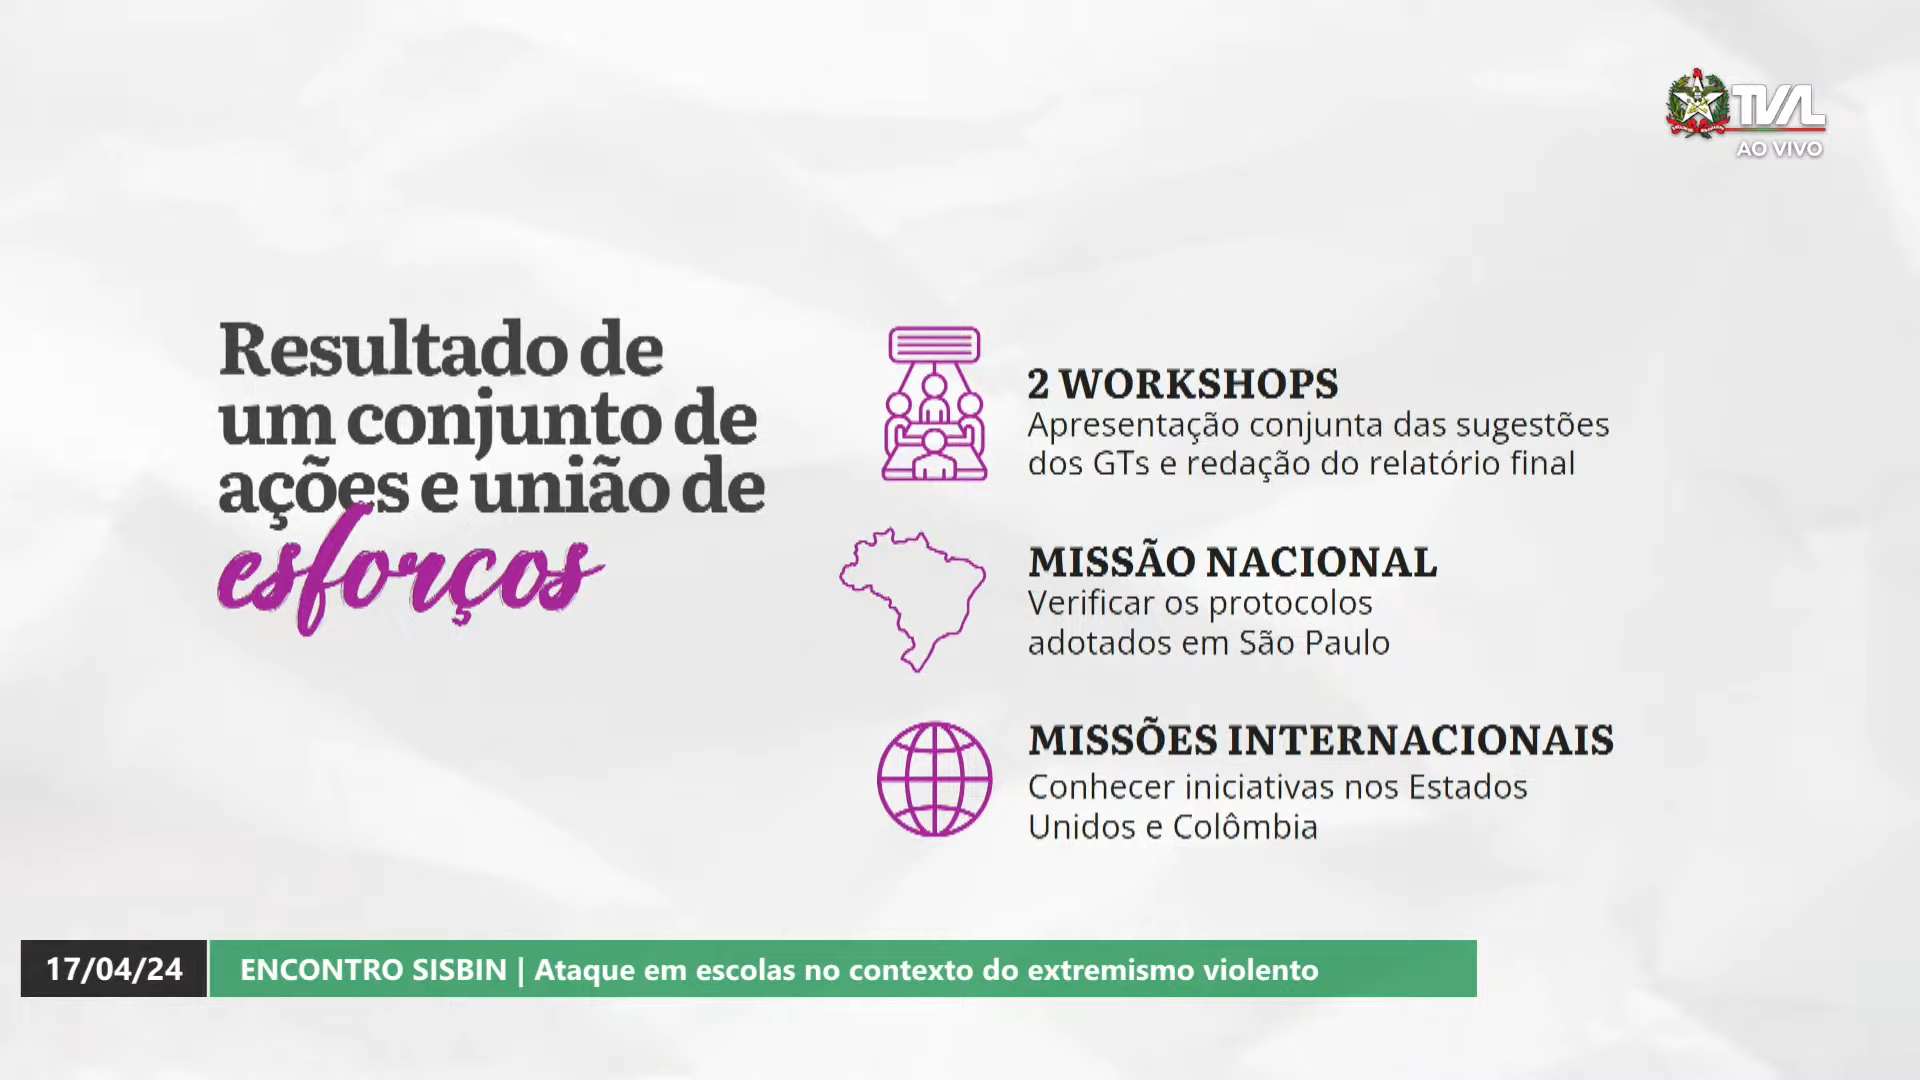 TVAL
AO VIVO
Resultado de
um conjunto de
ações e união de
esforços
2 WORKSHOPS
Apresentação conjunta das sugestões
dos GTs e redação do relatório final
MISSÃO NACIONAL
Verificar os protocolos
adotados em São Paulo
MISSÕES INTERNACIONAIS
Conhecer iniciativas nos Estados
Unidos e Colômbia
17/04/24
ENCONTRO SISBIN | Ataque em escolas no contexto do extremismo violento